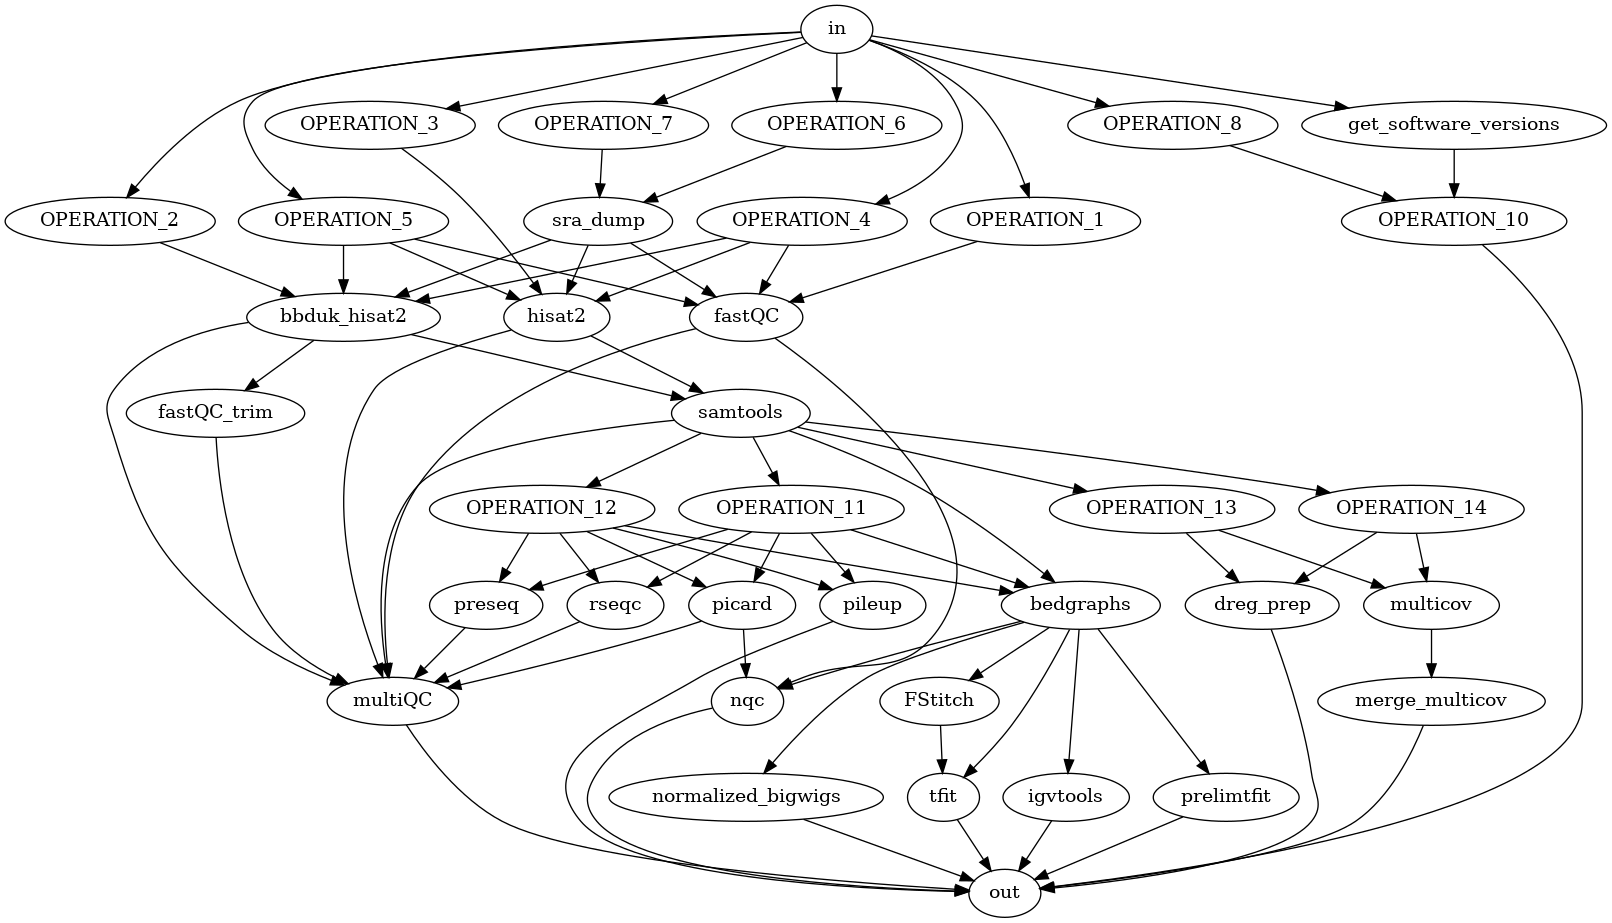 in
OPERATION_3
OPERATION_7
OPERATION_6
OPERATION_8
get_software_versions
OPERATION_2
OPERATION_5
sra_dump
OPERATION_4
OPERATION_1
OPERATION_10
bbduk_hisat2
hisat2
fastQC
fastQC_trim
samtools
OPERATION_12
OPERATION_11
OPERATION_13
OPERATION_14
preseq
rseqc
picard
pileup
bedgraphs
dreg_prep
multicov
multiQC
nqc
FStitch
merge_multicov
normalized_bigwigs
tfit
igvtools
prelimtfit
out